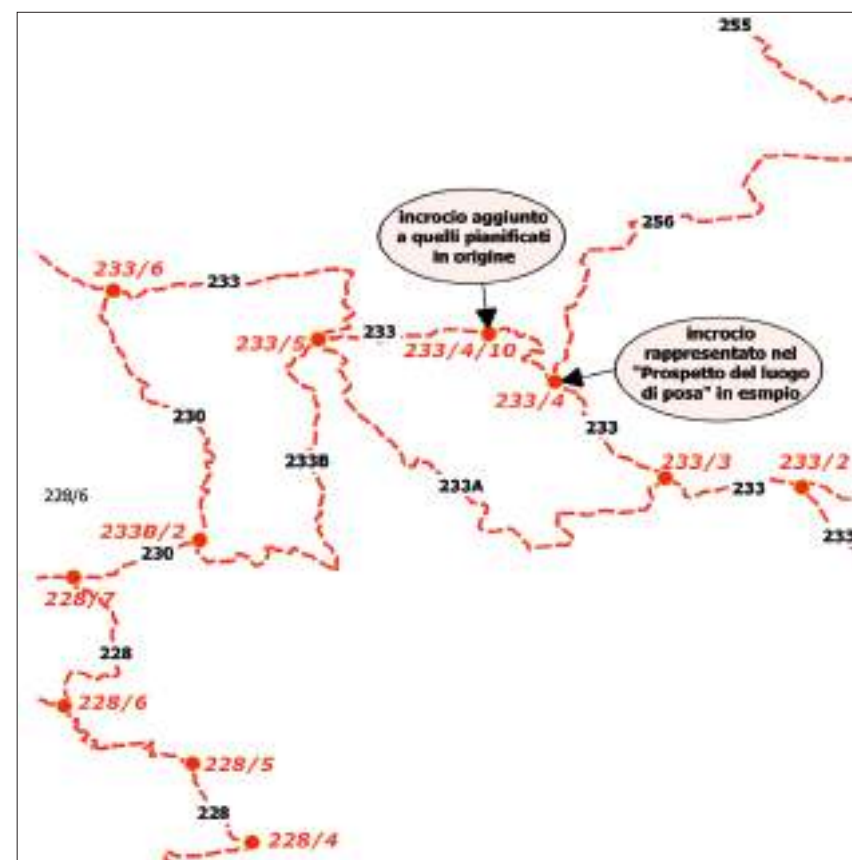 255
incrocio aggiunto
a quelli pianificati
in origine
256
233/6
233
233/5
233
233/4/10
incrocio
rappresentato nel
"Prospetto del luogo
di posa" in esmpio
233/4
230
233
233B
233/3
233/2
233A
233
228/6
233B/2
233
230
228/7
228
228/6
228/5
228
228/4